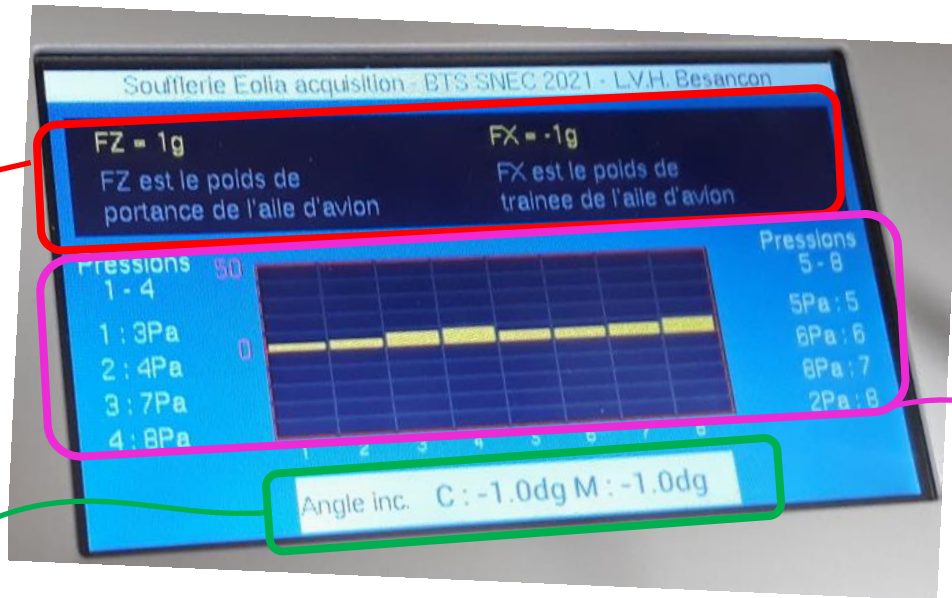 Soufflerie Eolia acquisition - BTS SNEC 2021 - L.V.H. Besancon
FZ = 1g
FZ est le poids de
portance de l'aile d'avion
FX = -1g
FX est le poids de
trainee de l'aile d'avion
Pressions
1 - 4
1 : 3Pa
2 : 4Pa
3 : 7Pa
4 : 8Pa
50
0
1 2 3 4 5 6 7 8
Pressions
5 - 8
5Pa : 5
6Pa : 6
8Pa : 7
2Pa : 8
Angle inc. C : -1.0dg M : -1.0dg